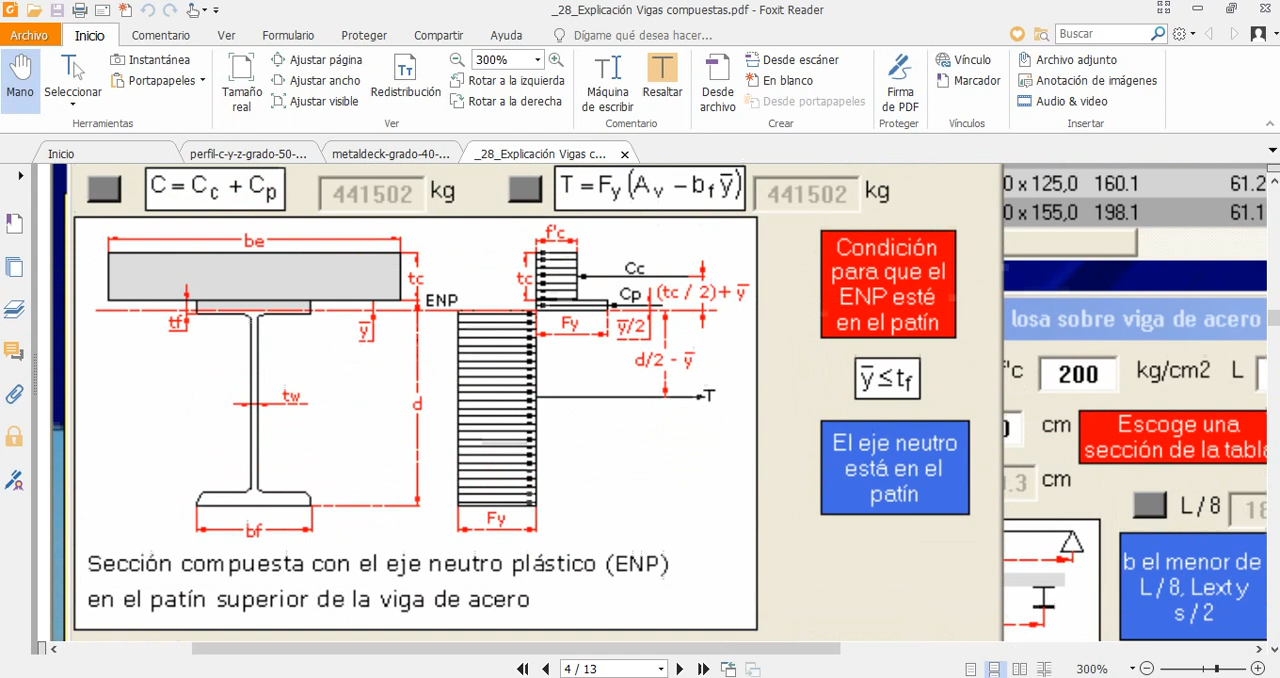 _28_Explicación Vigas compuestas.pdf - Foxit Reader
Archivo Inicio Comentario Ver Formulario Proteger Compartir Ayuda Dígame qué desea hacer... Buscar
Mano
Seleccionar
Instantánea
Portapapeles
Herramientas
Tamaño real
Ajustar página
Ajustar ancho
Ajustar visible
Redistribución
300%
Rotar a la izquierda
Rotar a la derecha
Ver
Máquina de escribir
Resaltar
Comentario
Desde archivo
Desde escáner
En blanco
Desde portapapeles
Crear
Firma de PDF
Proteger
Vínculo
Marcador
Vínculos
Archivo adjunto
Anotación de imágenes
Audio & video
Insertar
Inicio perfil-c-y-z-grado-50-... metaldeck-grado-40-... _28_Explicación Vigas c...
C = Cc + Cp 441502 kg T = Fy (Av - bf y̅) 441502 kg
0 x 125,0 160.1 61.2
0 x 155,0 198.1 61.1
be
tc
tf
y̅
ENP
tw
d
bf
f'c
tc
Cc
Cp
(tc / 2) + y̅
Fy
y̅/2
d/2 - y̅
T
Fy
Sección compuesta con el eje neutro plástico (ENP)
en el patín superior de la viga de acero
Condición
para que el
ENP esté
en el patín
y̅ ≤ tf
El eje neutro
está en el
patín
losa sobre viga de acero
f'c 200 kg/cm2 L
cm
Escoge una
sección de la tabla
.3 cm
L / 8 18
b el menor de
L / 8, Lext y
s / 2
4 / 13
300%